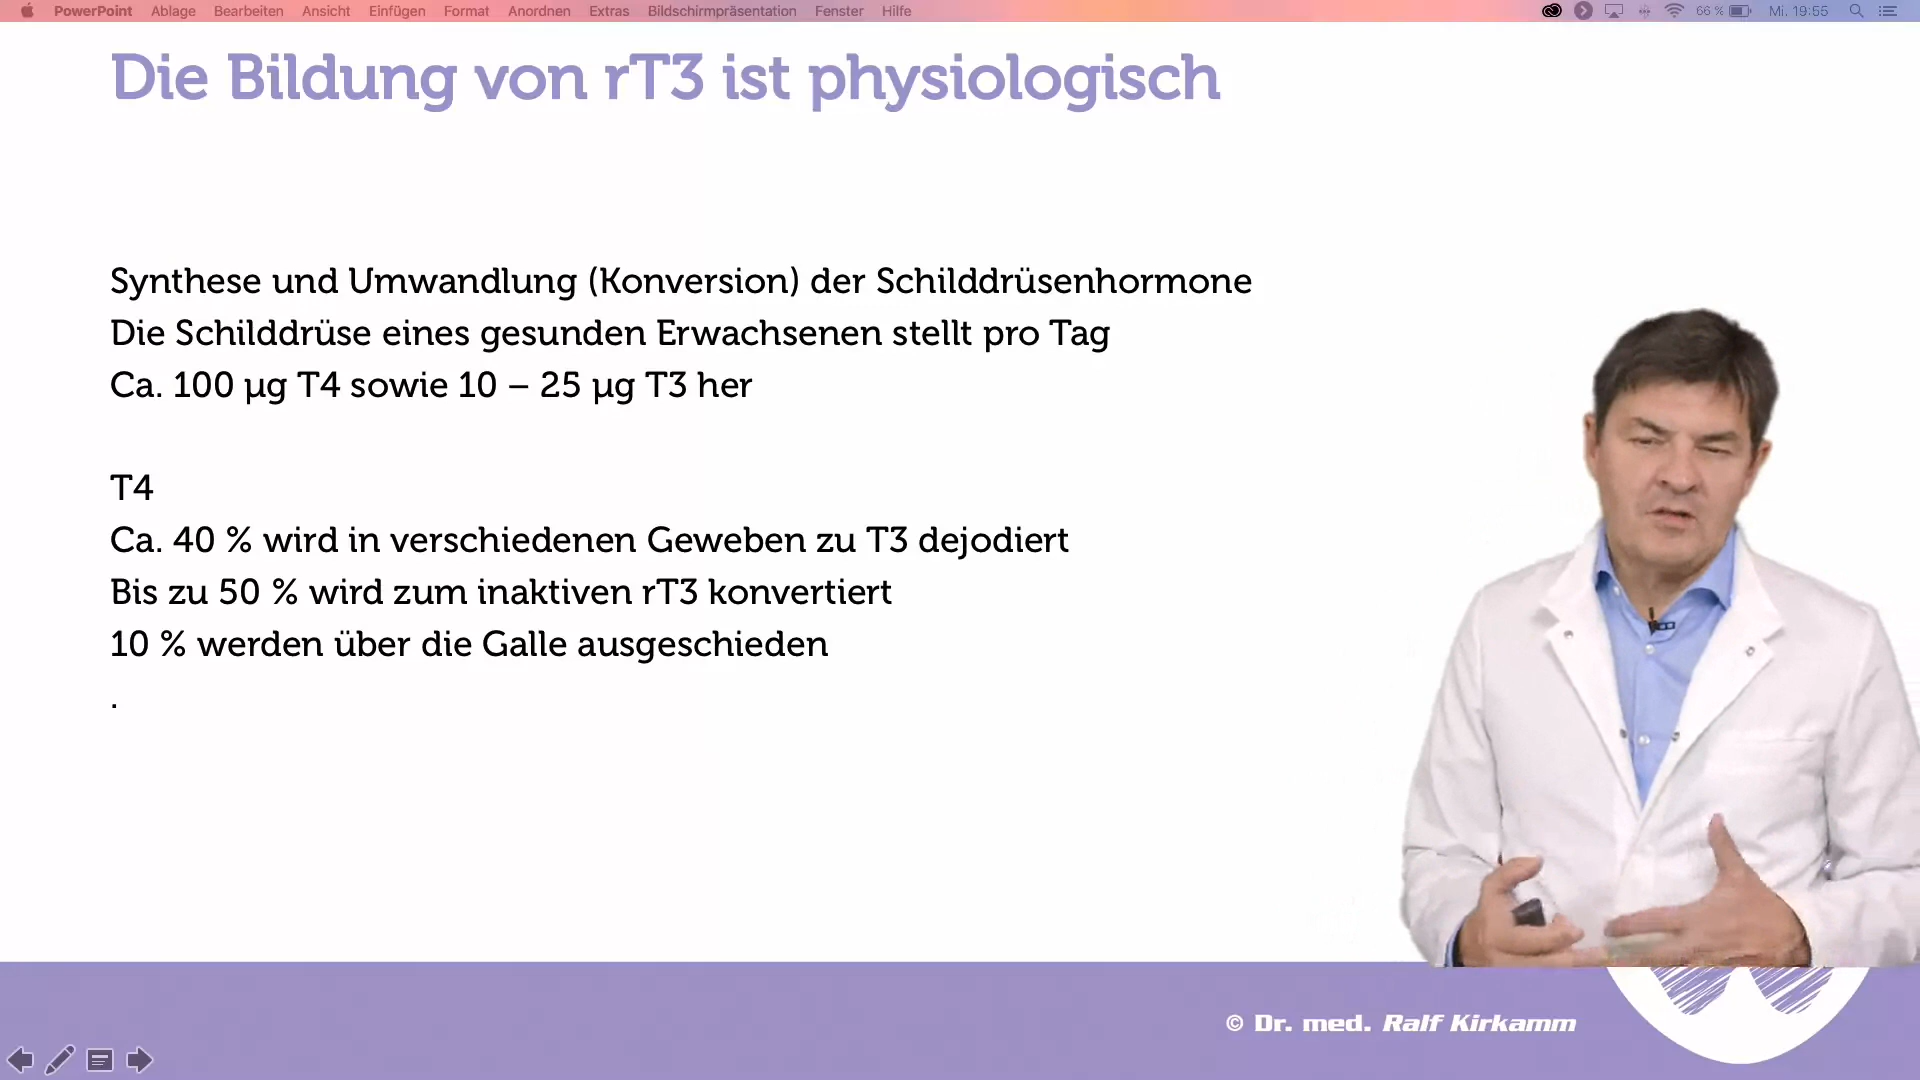 PowerPoint Ablage Bearbeiten Ansicht Einfügen Format Anordnen Extras Bildschirmpräsentation Fenster Hilfe 66 % Mi. 19:55
Die Bildung von rT3 ist physiologisch
Synthese und Umwandlung (Konversion) der Schilddrüsenhormone
Die Schilddrüse eines gesunden Erwachsenen stellt pro Tag
Ca. 100 µg T4 sowie 10 – 25 µg T3 her
T4
Ca. 40 % wird in verschiedenen Geweben zu T3 dejodiert
Bis zu 50 % wird zum inaktiven rT3 konvertiert
10 % werden über die Galle ausgeschieden
.
© Dr. med. Ralf Kirkamm